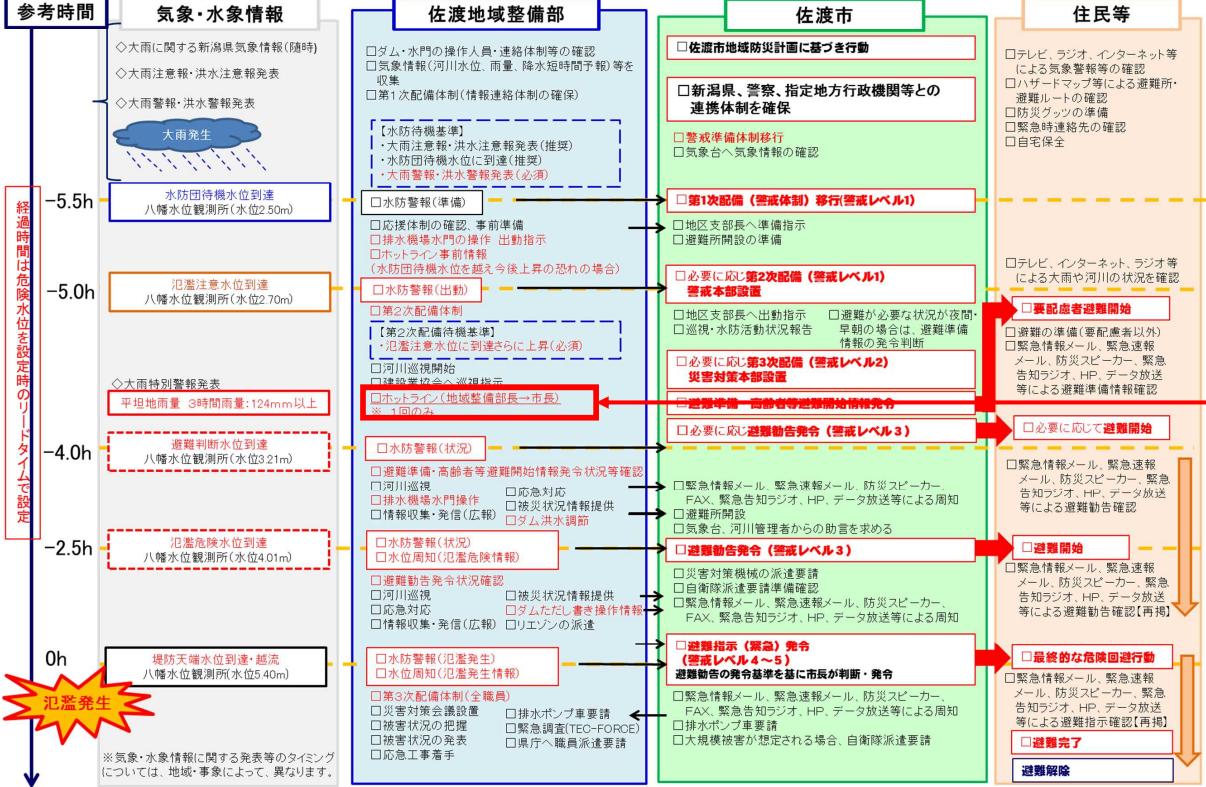 参考時間
気象・水象情報
佐渡地域整備部
佐渡市
住民等
経過時間は危険水位を設定時のリードタイムで設定
−5.5h
−5.0h
−4.0h
−2.5h
0h
氾濫発生
◇大雨に関する新潟県気象情報(随時)
◇大雨注意報・洪水注意報発表
◇大雨警報・洪水警報発表
大雨発生
水防団待機水位到達
八幡水位観測所(水位2.50m)
氾濫注意水位到達
八幡水位観測所(水位2.70m)
◇大雨特別警報発表
平坦地雨量 3時間雨量:124mm以上
避難判断水位到達
八幡水位観測所(水位3.21m)
氾濫危険水位到達
八幡水位観測所(水位4.01m)
堤防天端水位到達・越流
八幡水位観測所(水位5.40m)
※気象・水象情報に関する発表等のタイミング
については、地域・事象によって、異なります。
□ダム・水門の操作人員・連絡体制等の確認
□気象情報(河川水位、雨量、降水短時間予報)等を
収集
□第1次配備体制(情報連絡体制の確保)
【水防待機基準】
・大雨注意報・洪水注意報発表(推奨)
・水防団待機水位に到達(推奨)
・大雨警報・洪水警報発表(必須)
□水防警報(準備)
□応援体制の確認、事前準備
□排水機場水門の操作 出動指示
□ホットライン事前情報
(水防団待機水位を越え今後上昇の恐れの場合)
□水防警報(出動)
□第2次配備体制
【第2次配備待機基準】
・氾濫注意水位に到達さらに上昇(必須)
□河川巡視開始
□建設業協会へ巡視指示
□ホットライン(地域整備部長→市長)
※ 1回のみ
□水防警報(状況)
□避難準備・高齢者等避難開始情報発令状況等確認
□河川巡視
□排水機場水門操作
□情報収集・発信(広報)
□応急対応
□被災状況情報提供
□ダム洪水調節
□水防警報(状況)
□水位周知(氾濫危険情報)
□避難勧告発令状況確認
□河川巡視
□応急対応
□情報収集・発信(広報)
□被災状況情報提供
□ダムただし書き操作情報
□リエゾンの派遣
□水防警報(氾濫発生)
□水位周知(氾濫発生情報)
□第3次配備体制(全職員)
□災害対策会議設置
□被害状況の把握
□被害状況の発表
□応急工事着手
□排水ポンプ車要請
□緊急調査(TEC-FORCE)
□県庁へ職員派遣要請
□佐渡市地域防災計画に基づき行動
□新潟県、警察、指定地方行政機関等との
連携体制を確保
□警戒準備体制移行
□気象台へ気象情報の確認
□第1次配備(警戒体制)移行(警戒レベル1)
□地区支部長へ準備指示
□避難所開設の準備
□必要に応じ第2次配備(警戒レベル1)
警戒本部設置
□地区支部長へ出動指示
□巡視・水防活動状況報告
□避難が必要な状況が夜間・
早朝の場合は、避難準備
情報の発令判断
□必要に応じ第3次配備(警戒レベル2)
災害対策本部設置
□避難準備・高齢者等避難開始情報発令
□必要に応じ避難勧告発令(警戒レベル3)
□緊急情報メール、緊急速報メール、防災スピーカー、
FAX、緊急告知ラジオ、HP、データ放送等による周知
□避難所開設
□気象台、河川管理者からの助言を求める
□避難勧告発令(警戒レベル3)
□災害対策機械の派遣要請
□自衛隊派遣要請準備確認
□緊急情報メール、緊急速報メール、防災スピーカー、
FAX、緊急告知ラジオ、HP、データ放送等による周知
□避難指示(緊急)発令
(警戒レベル4～5)
避難勧告の発令基準を基に市長が判断・発令
□緊急情報メール、緊急速報メール、防災スピーカー、
FAX、緊急告知ラジオ、HP、データ放送等による周知
□排水ポンプ車要請
□大規模被害が想定される場合、自衛隊派遣要請
□テレビ、ラジオ、インターネット等
による気象警報等の確認
□ハザードマップ等による避難所・
避難ルートの確認
□防災グッツの準備
□緊急時連絡先の確認
□自宅保全
□テレビ、インターネット、ラジオ等
による大雨や河川の状況を確認
□要配慮者避難開始
□避難の準備(要配慮者以外)
□緊急情報メール、緊急速報
メール、防災スピーカー、緊急
告知ラジオ、HP、データ放送
等による避難準備情報確認
□必要に応じて避難開始
□緊急情報メール、緊急速報
メール、防災スピーカー、緊急
告知ラジオ、HP、データ放送
等による避難勧告確認
□避難開始
□緊急情報メール、緊急速報
メール、防災スピーカー、緊急
告知ラジオ、HP、データ放送
等による避難勧告確認【再掲】
□最終的な危険回避行動
□緊急情報メール、緊急速報
メール、防災スピーカー、緊急
告知ラジオ、HP、データ放送
等による避難指示確認【再掲】
□避難完了
避難解除